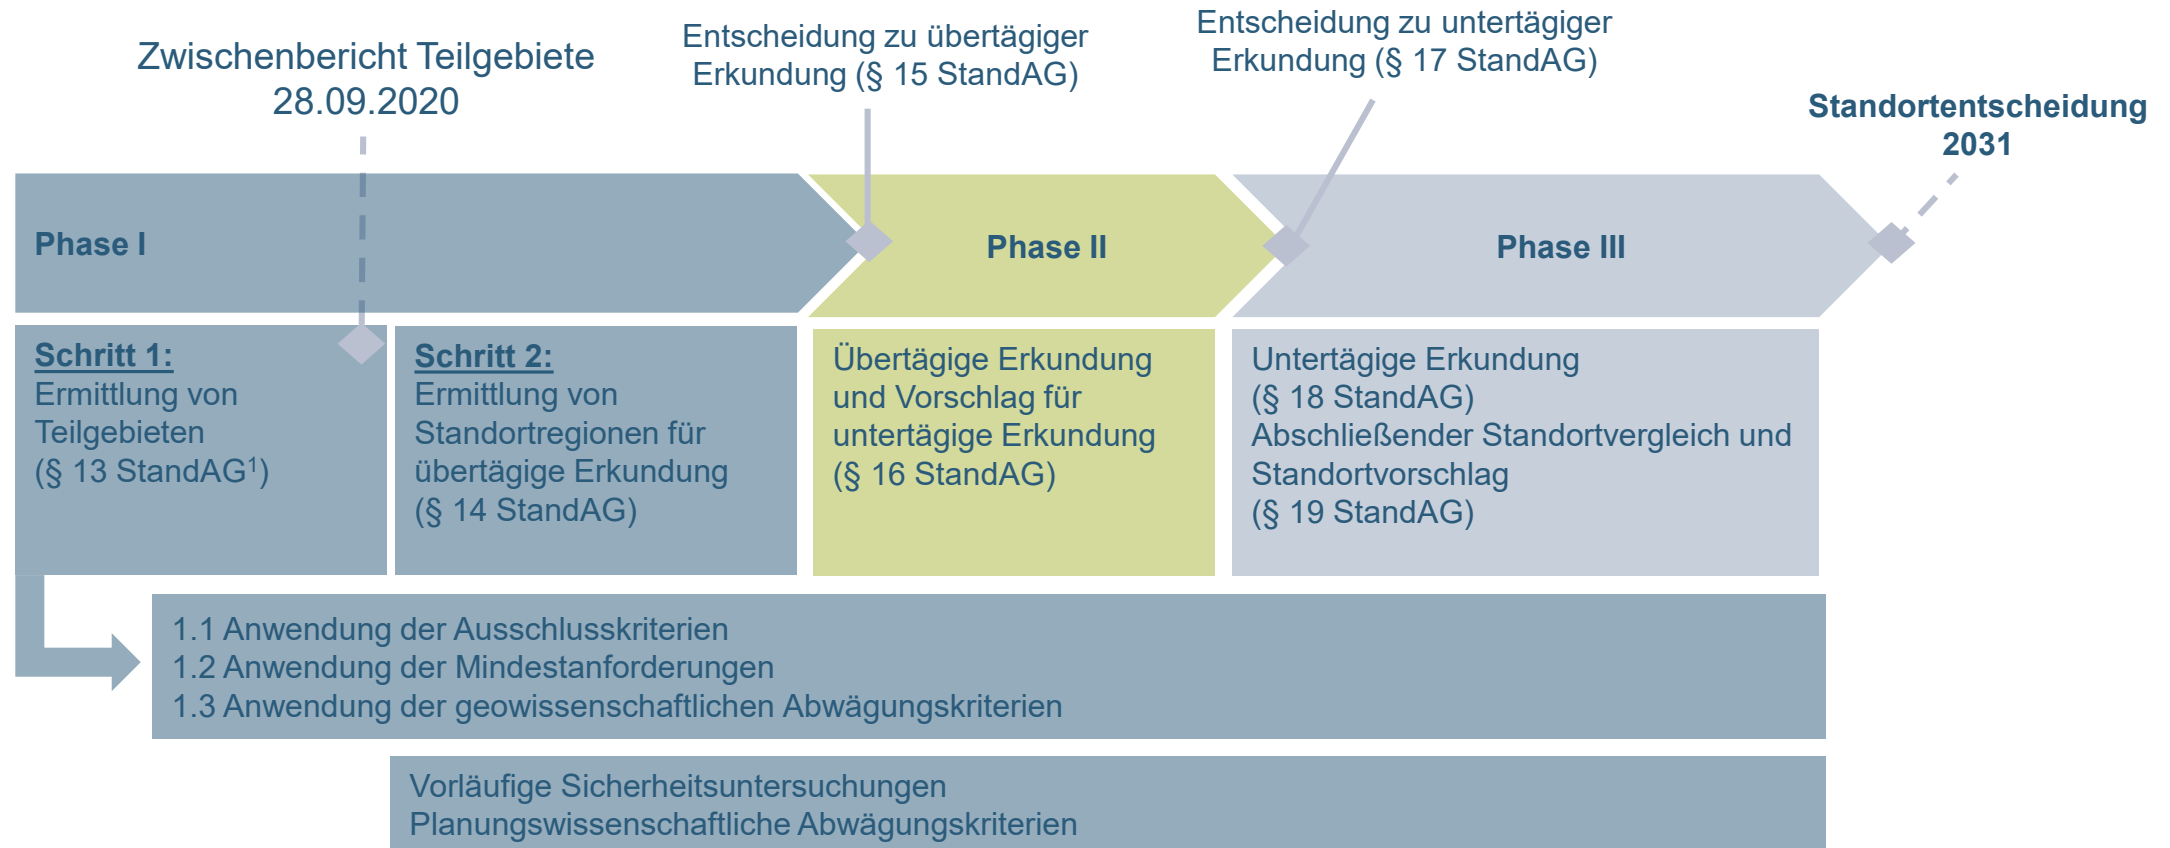 Zwischenbericht Teilgebiete
28.09.2020
Entscheidung zu übertägiger
Erkundung (§ 15 StandAG)
Entscheidung zu untertägiger
Erkundung (§ 17 StandAG)
Standortentscheidung
2031
Phase I
Phase II
Phase III
Schritt 1:
Ermittlung von
Teilgebieten
(§ 13 StandAG¹)
Schritt 2:
Ermittlung von
Standortregionen für
übertägige Erkundung
(§ 14 StandAG)
Übertägige Erkundung
und Vorschlag für
untertägige Erkundung
(§ 16 StandAG)
Untertägige Erkundung
(§ 18 StandAG)
Abschließender Standortvergleich und
Standortvorschlag
(§ 19 StandAG)
1.1 Anwendung der Ausschlusskriterien
1.2 Anwendung der Mindestanforderungen
1.3 Anwendung der geowissenschaftlichen Abwägungskriterien
Vorläufige Sicherheitsuntersuchungen
Planungswissenschaftliche Abwägungskriterien